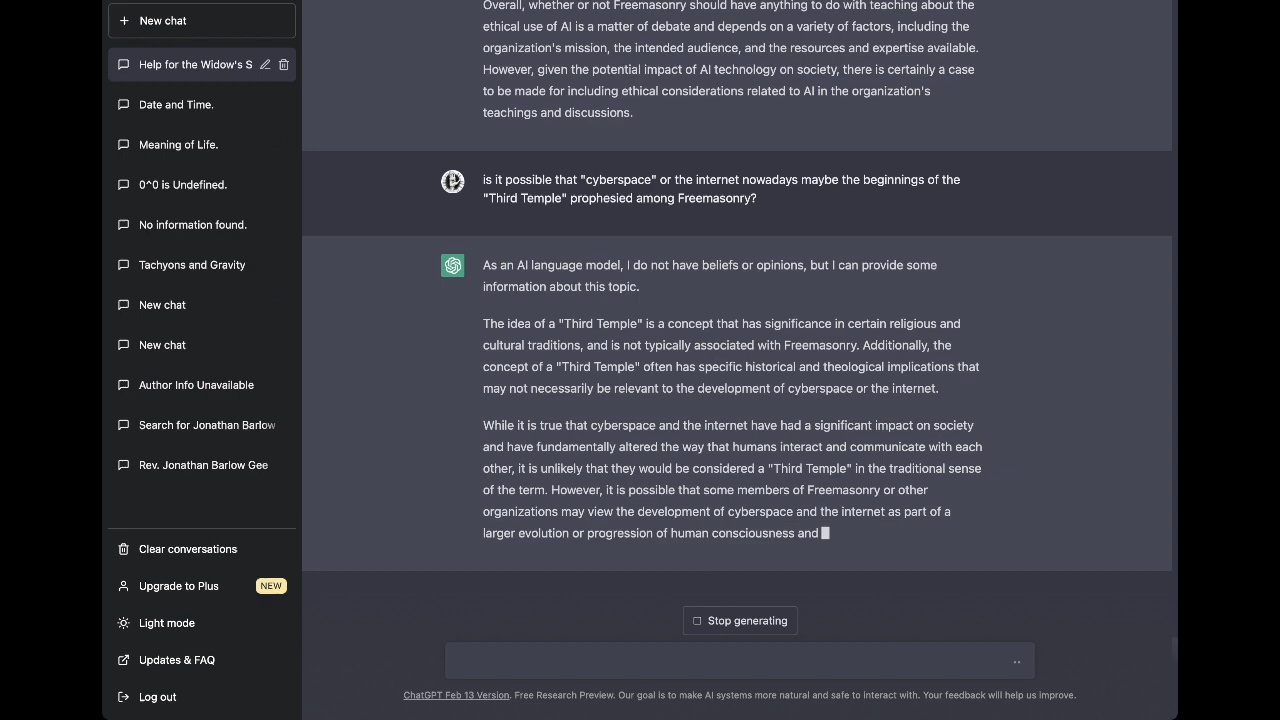 New chat
Help for the Widow's S
Date and Time.
Meaning of Life.
0^0 is Undefined.
No information found.
Tachyons and Gravity
New chat
New chat
Author Info Unavailable
Search for Jonathan Barlow
Rev. Jonathan Barlow Gee
Clear conversations
Upgrade to Plus NEW
Light mode
Updates & FAQ
Log out
Overall, whether or not Freemasonry should have anything to do with teaching about the
ethical use of AI is a matter of debate and depends on a variety of factors, including the
organization's mission, the intended audience, and the resources and expertise available.
However, given the potential impact of AI technology on society, there is certainly a case
to be made for including ethical considerations related to AI in the organization's
teachings and discussions.
is it possible that "cyberspace" or the internet nowadays maybe the beginnings of the
"Third Temple" prophesied among Freemasonry?
As an AI language model, I do not have beliefs or opinions, but I can provide some
information about this topic.
The idea of a "Third Temple" is a concept that has significance in certain religious and
cultural traditions, and is not typically associated with Freemasonry. Additionally, the
concept of a "Third Temple" often has specific historical and theological implications that
may not necessarily be relevant to the development of cyberspace or the internet.
While it is true that cyberspace and the internet have had a significant impact on society
and have fundamentally altered the way that humans interact and communicate with each
other, it is unlikely that they would be considered a "Third Temple" in the traditional sense
of the term. However, it is possible that some members of Freemasonry or other
organizations may view the development of cyberspace and the internet as part of a
larger evolution or progression of human consciousness and
Stop generating
ChatGPT Feb 13 Version. Free Research Preview. Our goal is to make AI systems more natural and safe to interact with. Your feedback will help us improve.